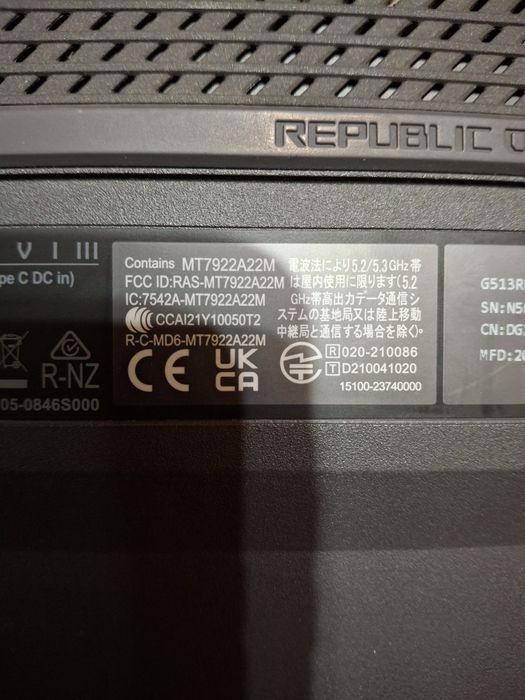 REPUBLIC O
V I III
pe C DC in)
R-NZ
05-0846S000
Contains MT7922A22M
FCC ID:RAS-MT7922A22M
IC:7542A-MT7922A22M
CCAI21Y10050T2
R-C-MD6-MT7922A22M
CE UK CA
電波法により5.2/5.3GHz帯
は屋内使用に限ります(5.2
GHz帯高出力データ通信シ
ステムの基地局又は陸上移動
中継局と通信する場合を除く)。
R 020-210086
T D210041020
15100-23740000
G513R
SN:N5
CN:DG
MFD:20